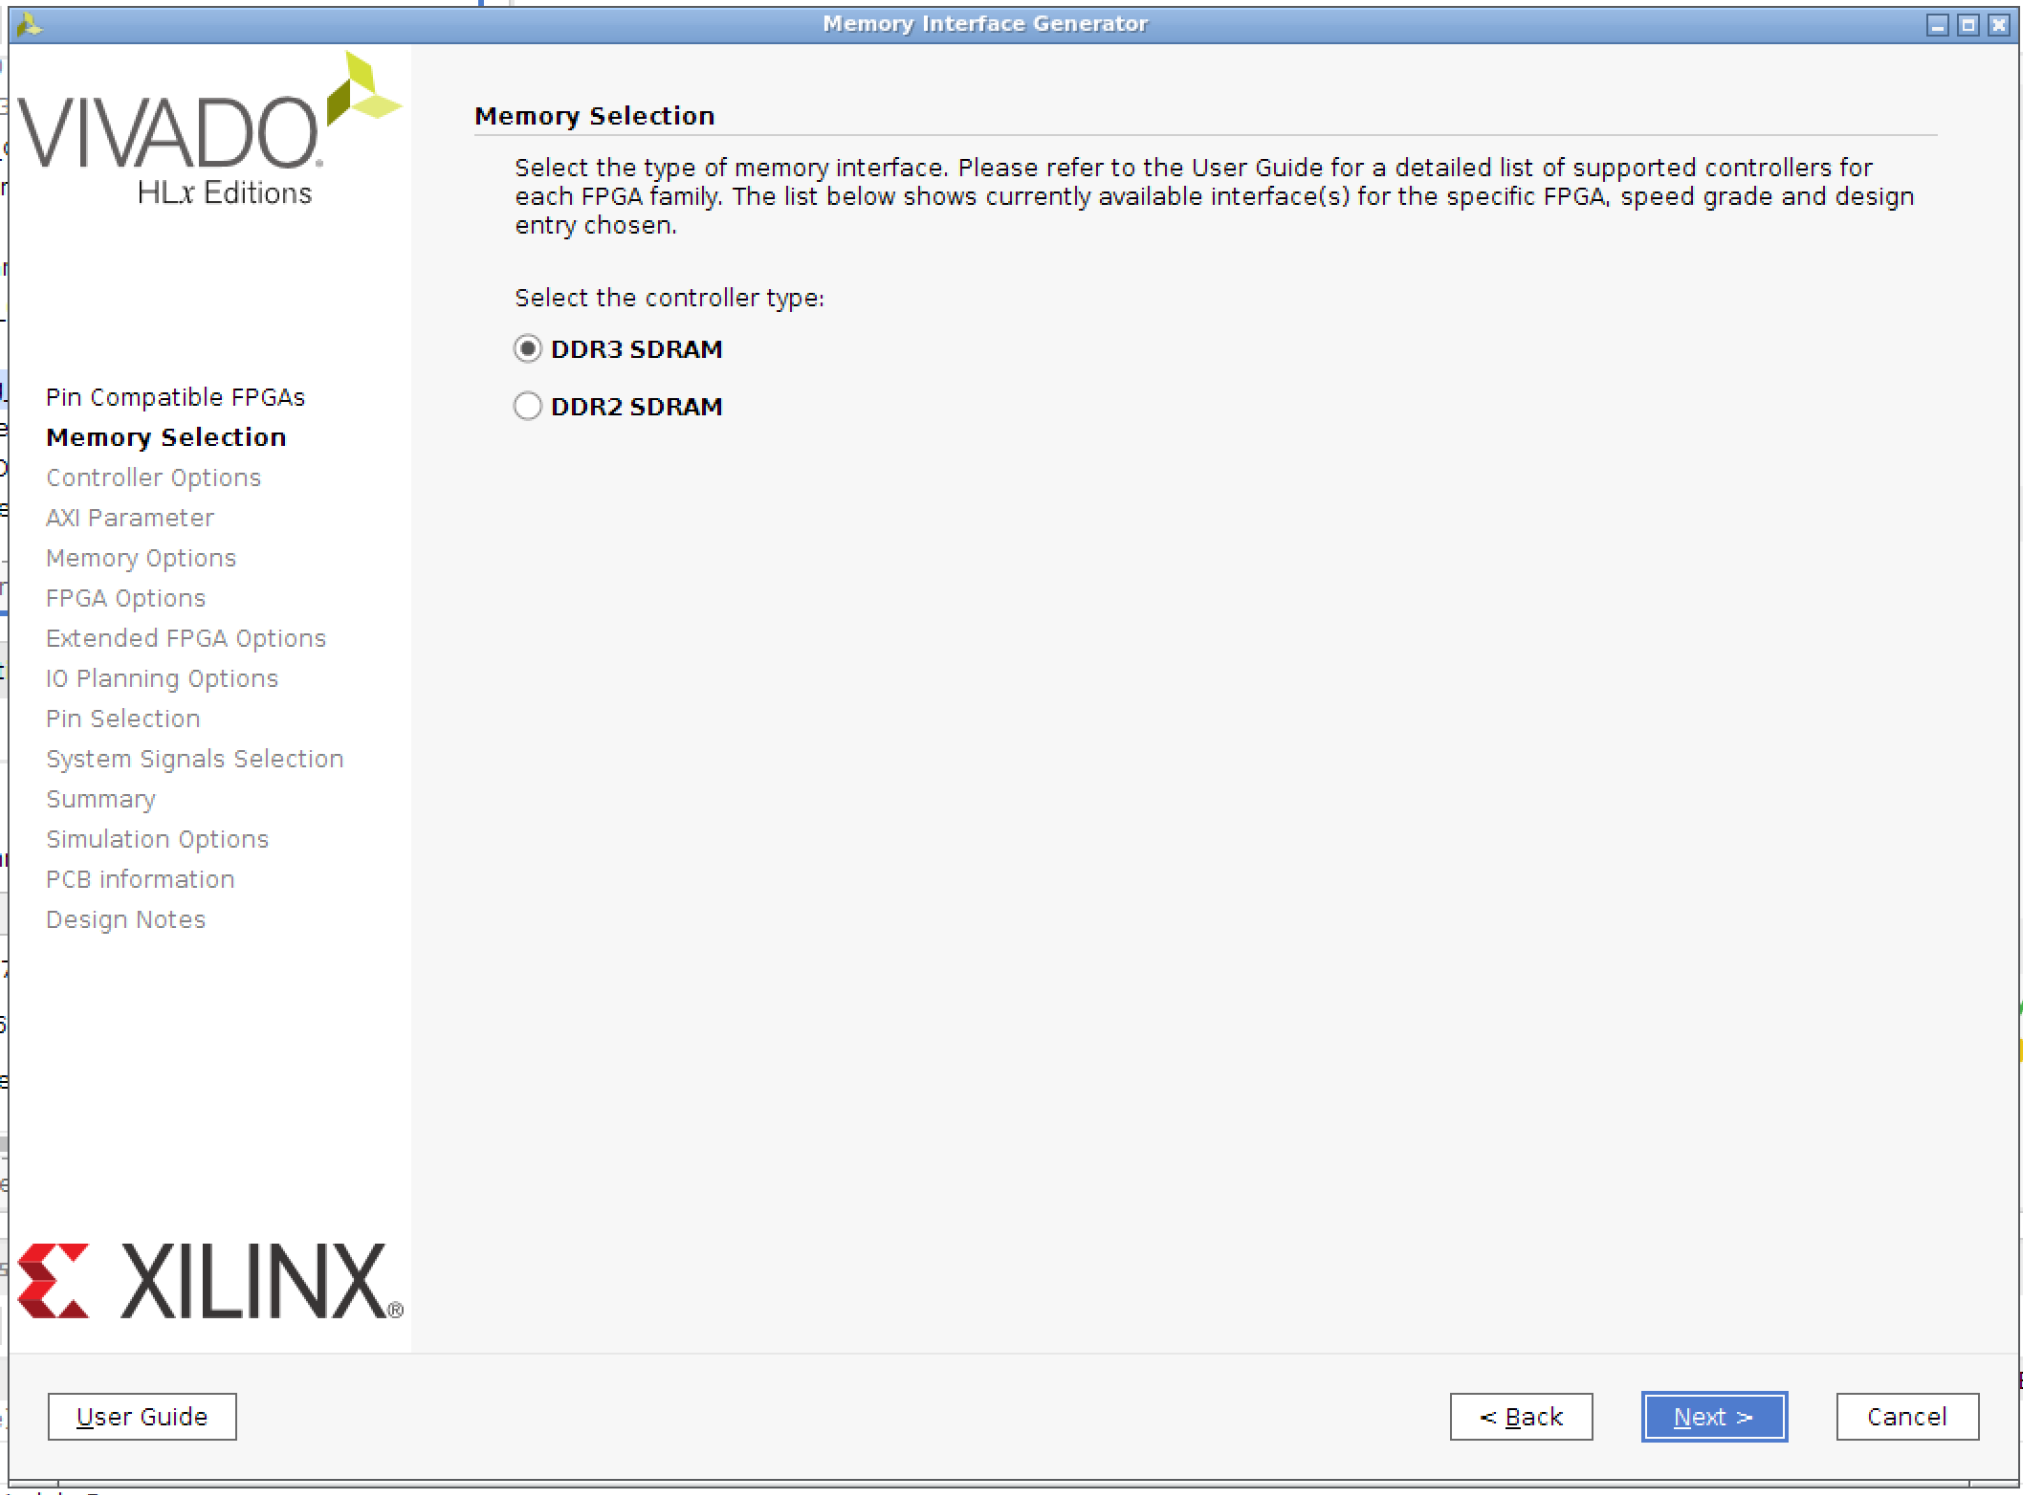 Memory Interface Generator
VIVADO.
HLx Editions
Memory Selection
Select the type of memory interface. Please refer to the User Guide for a detailed list of supported controllers for
each FPGA family. The list below shows currently available interface(s) for the specific FPGA, speed grade and design
entry chosen.
Select the controller type:
DDR3 SDRAM
DDR2 SDRAM
Pin Compatible FPGAs
Memory Selection
Controller Options
AXI Parameter
Memory Options
FPGA Options
Extended FPGA Options
IO Planning Options
Pin Selection
System Signals Selection
Summary
Simulation Options
PCB information
Design Notes
XILINX®
User Guide
< Back
Next >
Cancel